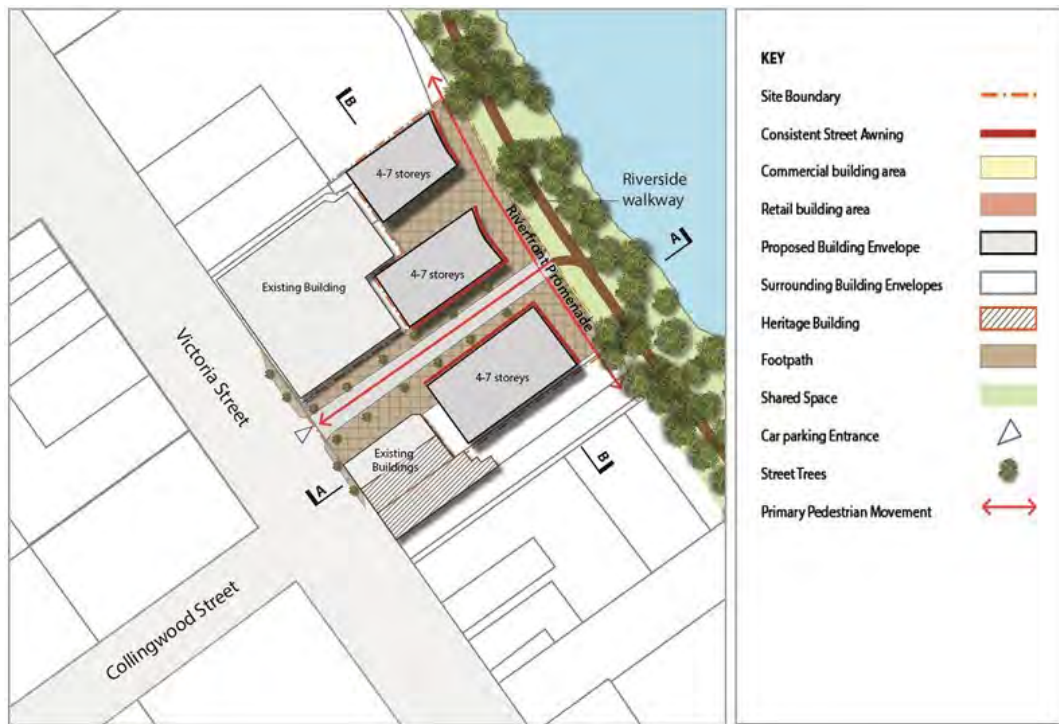 B
4-7 storeys
Riverside
walkway
A
4-7 storeys
Riverfront Promenade
Existing Building
Victoria Street
4-7 storeys
Existing
Buildings
B
A
Collingwood Street
KEY
Site Boundary
Consistent Street Awning
Commercial building area
Retail building area
Proposed Building Envelope
Surrounding Building Envelopes
Heritage Building
Footpath
Shared Space
Car parking Entrance
Street Trees
Primary Pedestrian Movement